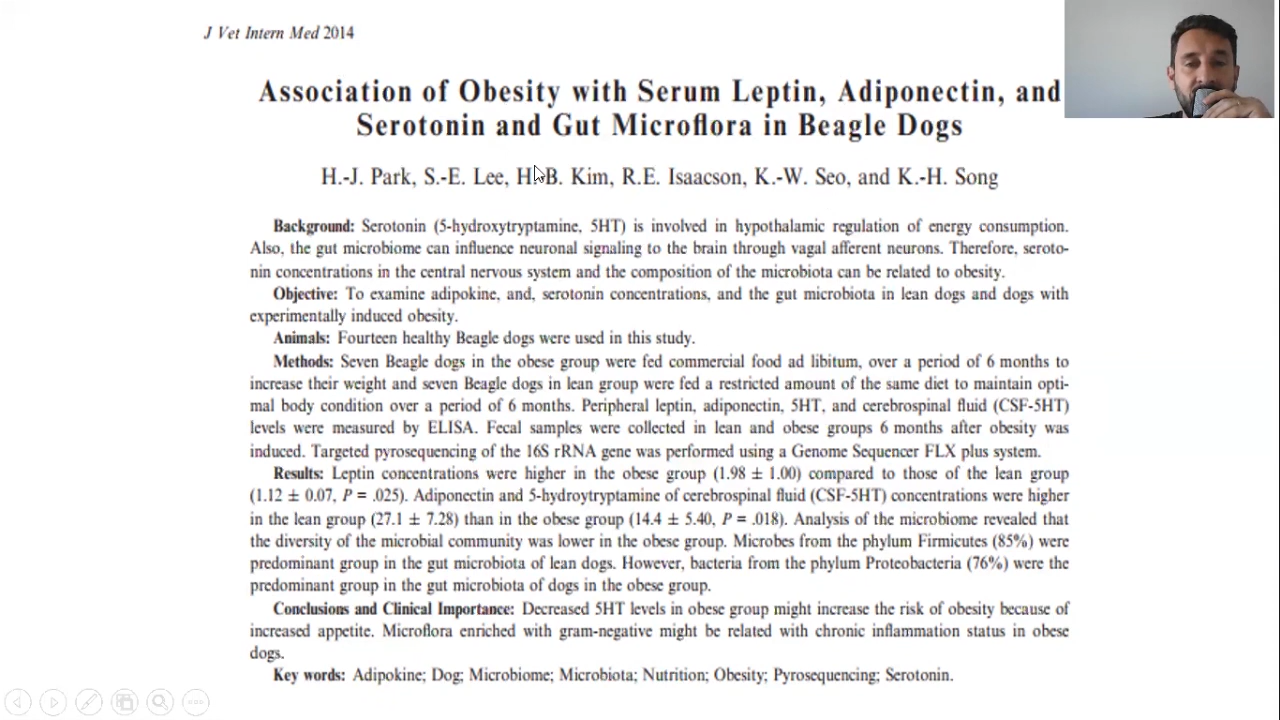 J Vet Intern Med 2014
Association of Obesity with Serum Leptin, Adiponectin, and
Serotonin and Gut Microflora in Beagle Dogs
H.-J. Park, S.-E. Lee, H.-B. Kim, R.E. Isaacson, K.-W. Seo, and K.-H. Song
Background: Serotonin (5-hydroxytryptamine, 5HT) is involved in hypothalamic regulation of energy consumption.
Also, the gut microbiome can influence neuronal signaling to the brain through vagal afferent neurons. Therefore, seroto-
nin concentrations in the central nervous system and the composition of the microbiota can be related to obesity.
Objective: To examine adipokine, and, serotonin concentrations, and the gut microbiota in lean dogs and dogs with
experimentally induced obesity.
Animals: Fourteen healthy Beagle dogs were used in this study.
Methods: Seven Beagle dogs in the obese group were fed commercial food ad libitum, over a period of 6 months to
increase their weight and seven Beagle dogs in lean group were fed a restricted amount of the same diet to maintain opti-
mal body condition over a period of 6 months. Peripheral leptin, adiponectin, 5HT, and cerebrospinal fluid (CSF-5HT)
levels were measured by ELISA. Fecal samples were collected in lean and obese groups 6 months after obesity was
induced. Targeted pyrosequencing of the 16S rRNA gene was performed using a Genome Sequencer FLX plus system.
Results: Leptin concentrations were higher in the obese group (1.98 ± 1.00) compared to those of the lean group
(1.12 ± 0.07, P = .025). Adiponectin and 5-hydroytryptamine of cerebrospinal fluid (CSF-5HT) concentrations were higher
in the lean group (27.1 ± 7.28) than in the obese group (14.4 ± 5.40, P = .018). Analysis of the microbiome revealed that
the diversity of the microbial community was lower in the obese group. Microbes from the phylum Firmicutes (85%) were
predominant group in the gut microbiota of lean dogs. However, bacteria from the phylum Proteobacteria (76%) were the
predominant group in the gut microbiota of dogs in the obese group.
Conclusions and Clinical Importance: Decreased 5HT levels in obese group might increase the risk of obesity because of
increased appetite. Microflora enriched with gram-negative might be related with chronic inflammation status in obese
dogs.
Key words: Adipokine; Dog; Microbiome; Microbiota; Nutrition; Obesity; Pyrosequencing; Serotonin.